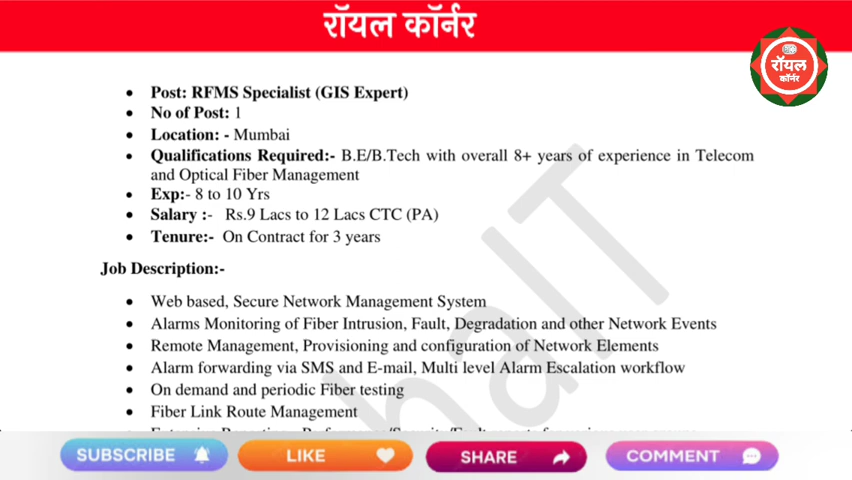 रॉयल कॉर्नर
रॉयल
कॉर्नर
• Post: RFMS Specialist (GIS Expert)
• No of Post: 1
• Location: - Mumbai
• Qualifications Required:- B.E/B.Tech with overall 8+ years of experience in Telecom
and Optical Fiber Management
• Exp:- 8 to 10 Yrs
• Salary :- Rs.9 Lacs to 12 Lacs CTC (PA)
• Tenure:- On Contract for 3 years
Job Description:-
• Web based, Secure Network Management System
• Alarms Monitoring of Fiber Intrusion, Fault, Degradation and other Network Events
• Remote Management, Provisioning and configuration of Network Elements
• Alarm forwarding via SMS and E-mail, Multi level Alarm Escalation workflow
• On demand and periodic Fiber testing
• Fiber Link Route Management
haIT
SUBSCRIBE
LIKE
SHARE
COMMENT